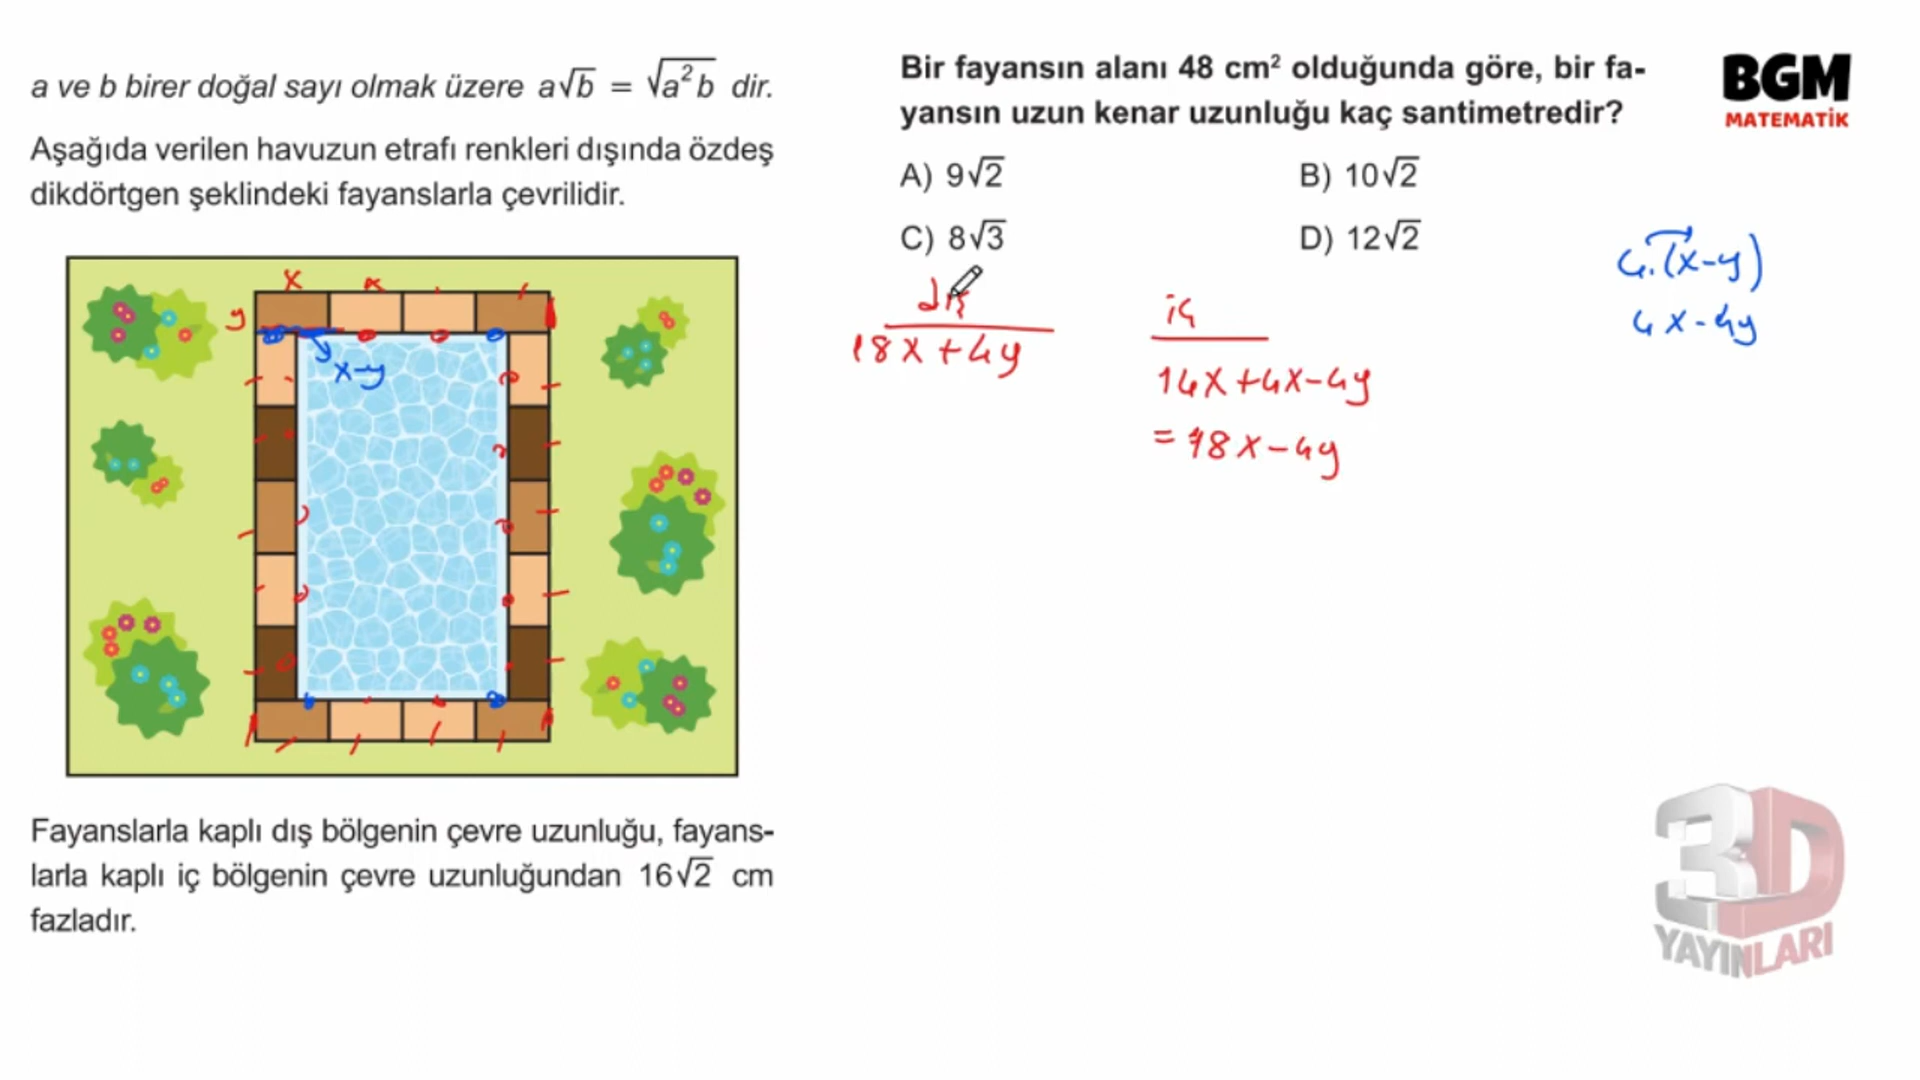 a ve b birer doğal sayı olmak üzere a√b = √a²b dir.
Aşağıda verilen havuzun etrafı renkleri dışında özdeş
dikdörtgen şeklindeki fayanslarla çevrilidir.
x x
y
x-y
Fayanslarla kaplı dış bölgenin çevre uzunluğu, fayans-
larla kaplı iç bölgenin çevre uzunluğundan 16√2 cm
fazladır.
Bir fayansın alanı 48 cm² olduğunda göre, bir fa-
yansın uzun kenar uzunluğu kaç santimetredir?
A) 9√2 B) 10√2
C) 8√3 D) 12√2
dış
18x+4y
iç
14x+4x-4y
=18x-4y
4.(x-y)
4x-4y
BGM
MATEMATİK
3D
YAYINLARI